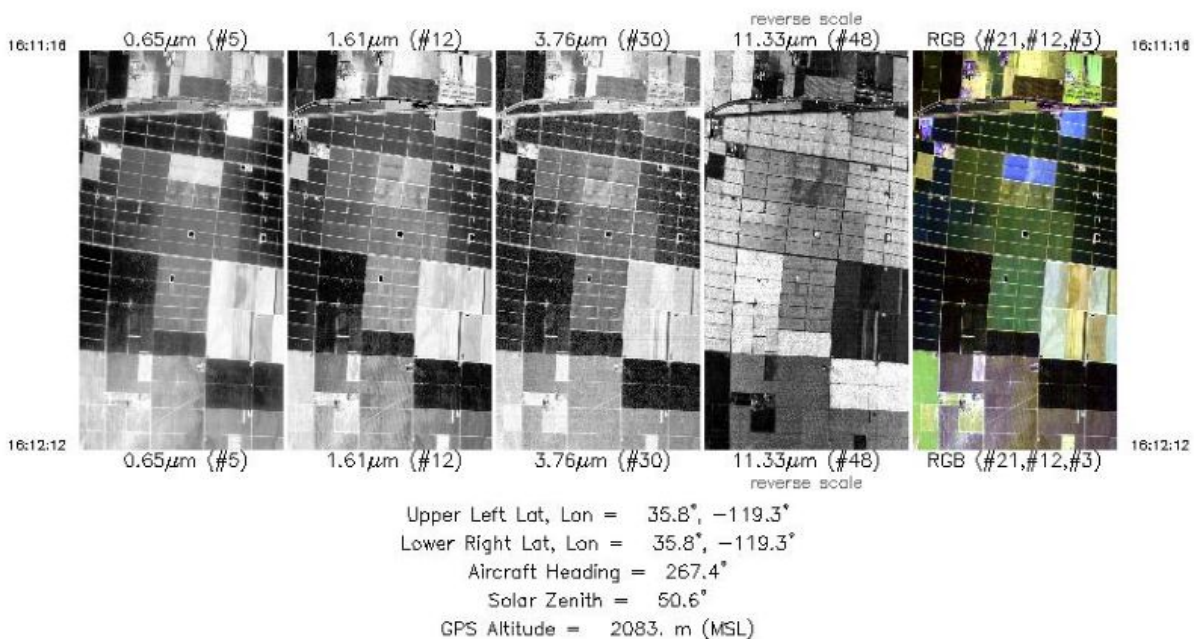 reverse scale
16:11:16 0.65μm (#5) 1.61μm (#12) 3.76μm (#30) 11.33μm (#48) RGB (#21,#12,#3) 16:11:16
16:12:12 0.65μm (#5) 1.61μm (#12) 3.76μm (#30) 11.33μm (#48) RGB (#21,#12,#3) 16:12:12
reverse scale
Upper Left Lat, Lon = 35.8°, -119.3°
Lower Right Lat, Lon = 35.8°, -119.3°
Aircraft Heading = 267.4°
Solar Zenith = 50.6°
GPS Altitude = 2083. m (MSL)